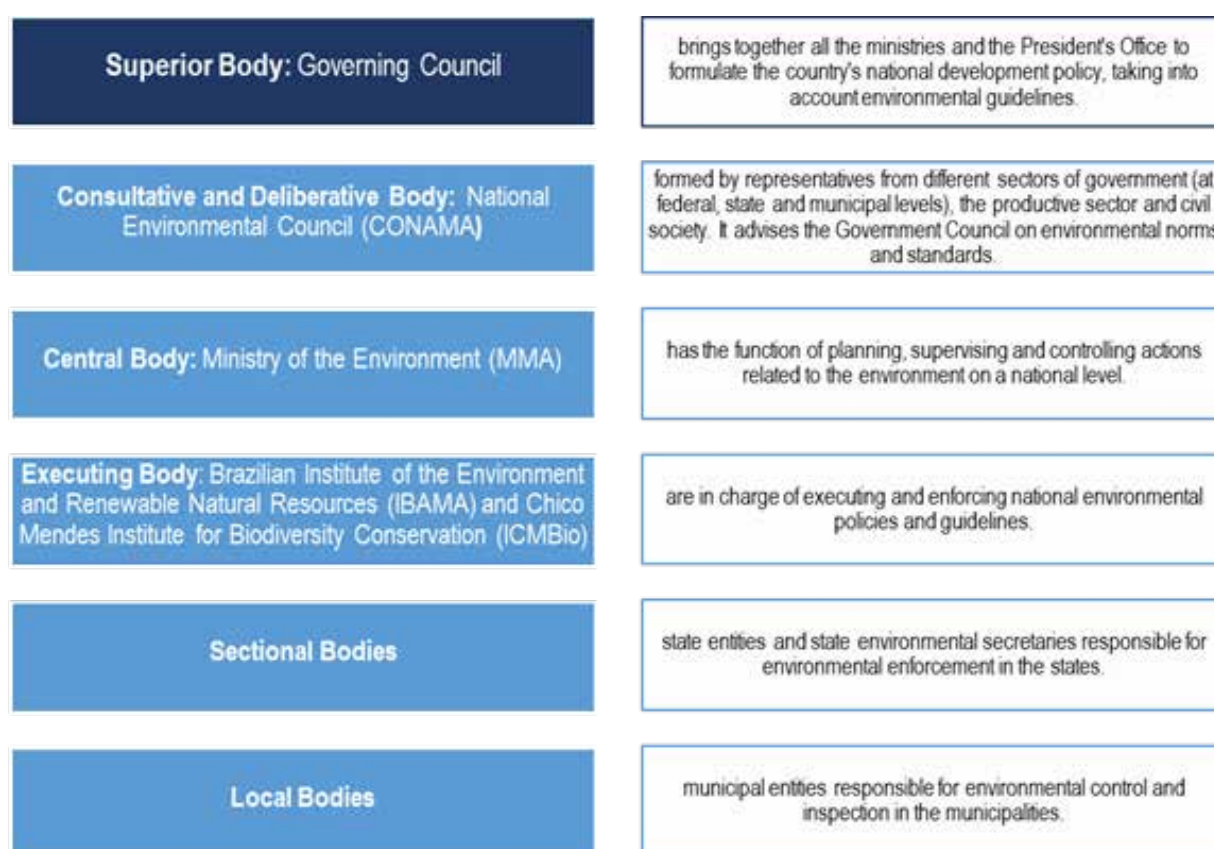 Superior Body: Governing Council
brings together all the ministries and the President's Office to
formulate the country's national development policy, taking into
account environmental guidelines.
Consultative and Deliberative Body: National
Environmental Council (CONAMA)
formed by representatives from different sectors of government (at
federal, state and municipal levels), the productive sector and civil
society. It advises the Government Council on environmental norms
and standards.
Central Body: Ministry of the Environment (MMA)
has the function of planning, supervising and controlling actions
related to the environment on a national level.
Executing Body: Brazilian Institute of the Environment
and Renewable Natural Resources (IBAMA) and Chico
Mendes Institute for Biodiversity Conservation (ICMBio)
are in charge of executing and enforcing national environmental
policies and guidelines.
Sectional Bodies
state entities and state environmental secretaries responsible for
environmental enforcement in the states.
Local Bodies
municipal entities responsible for environmental control and
inspection in the municipalities.